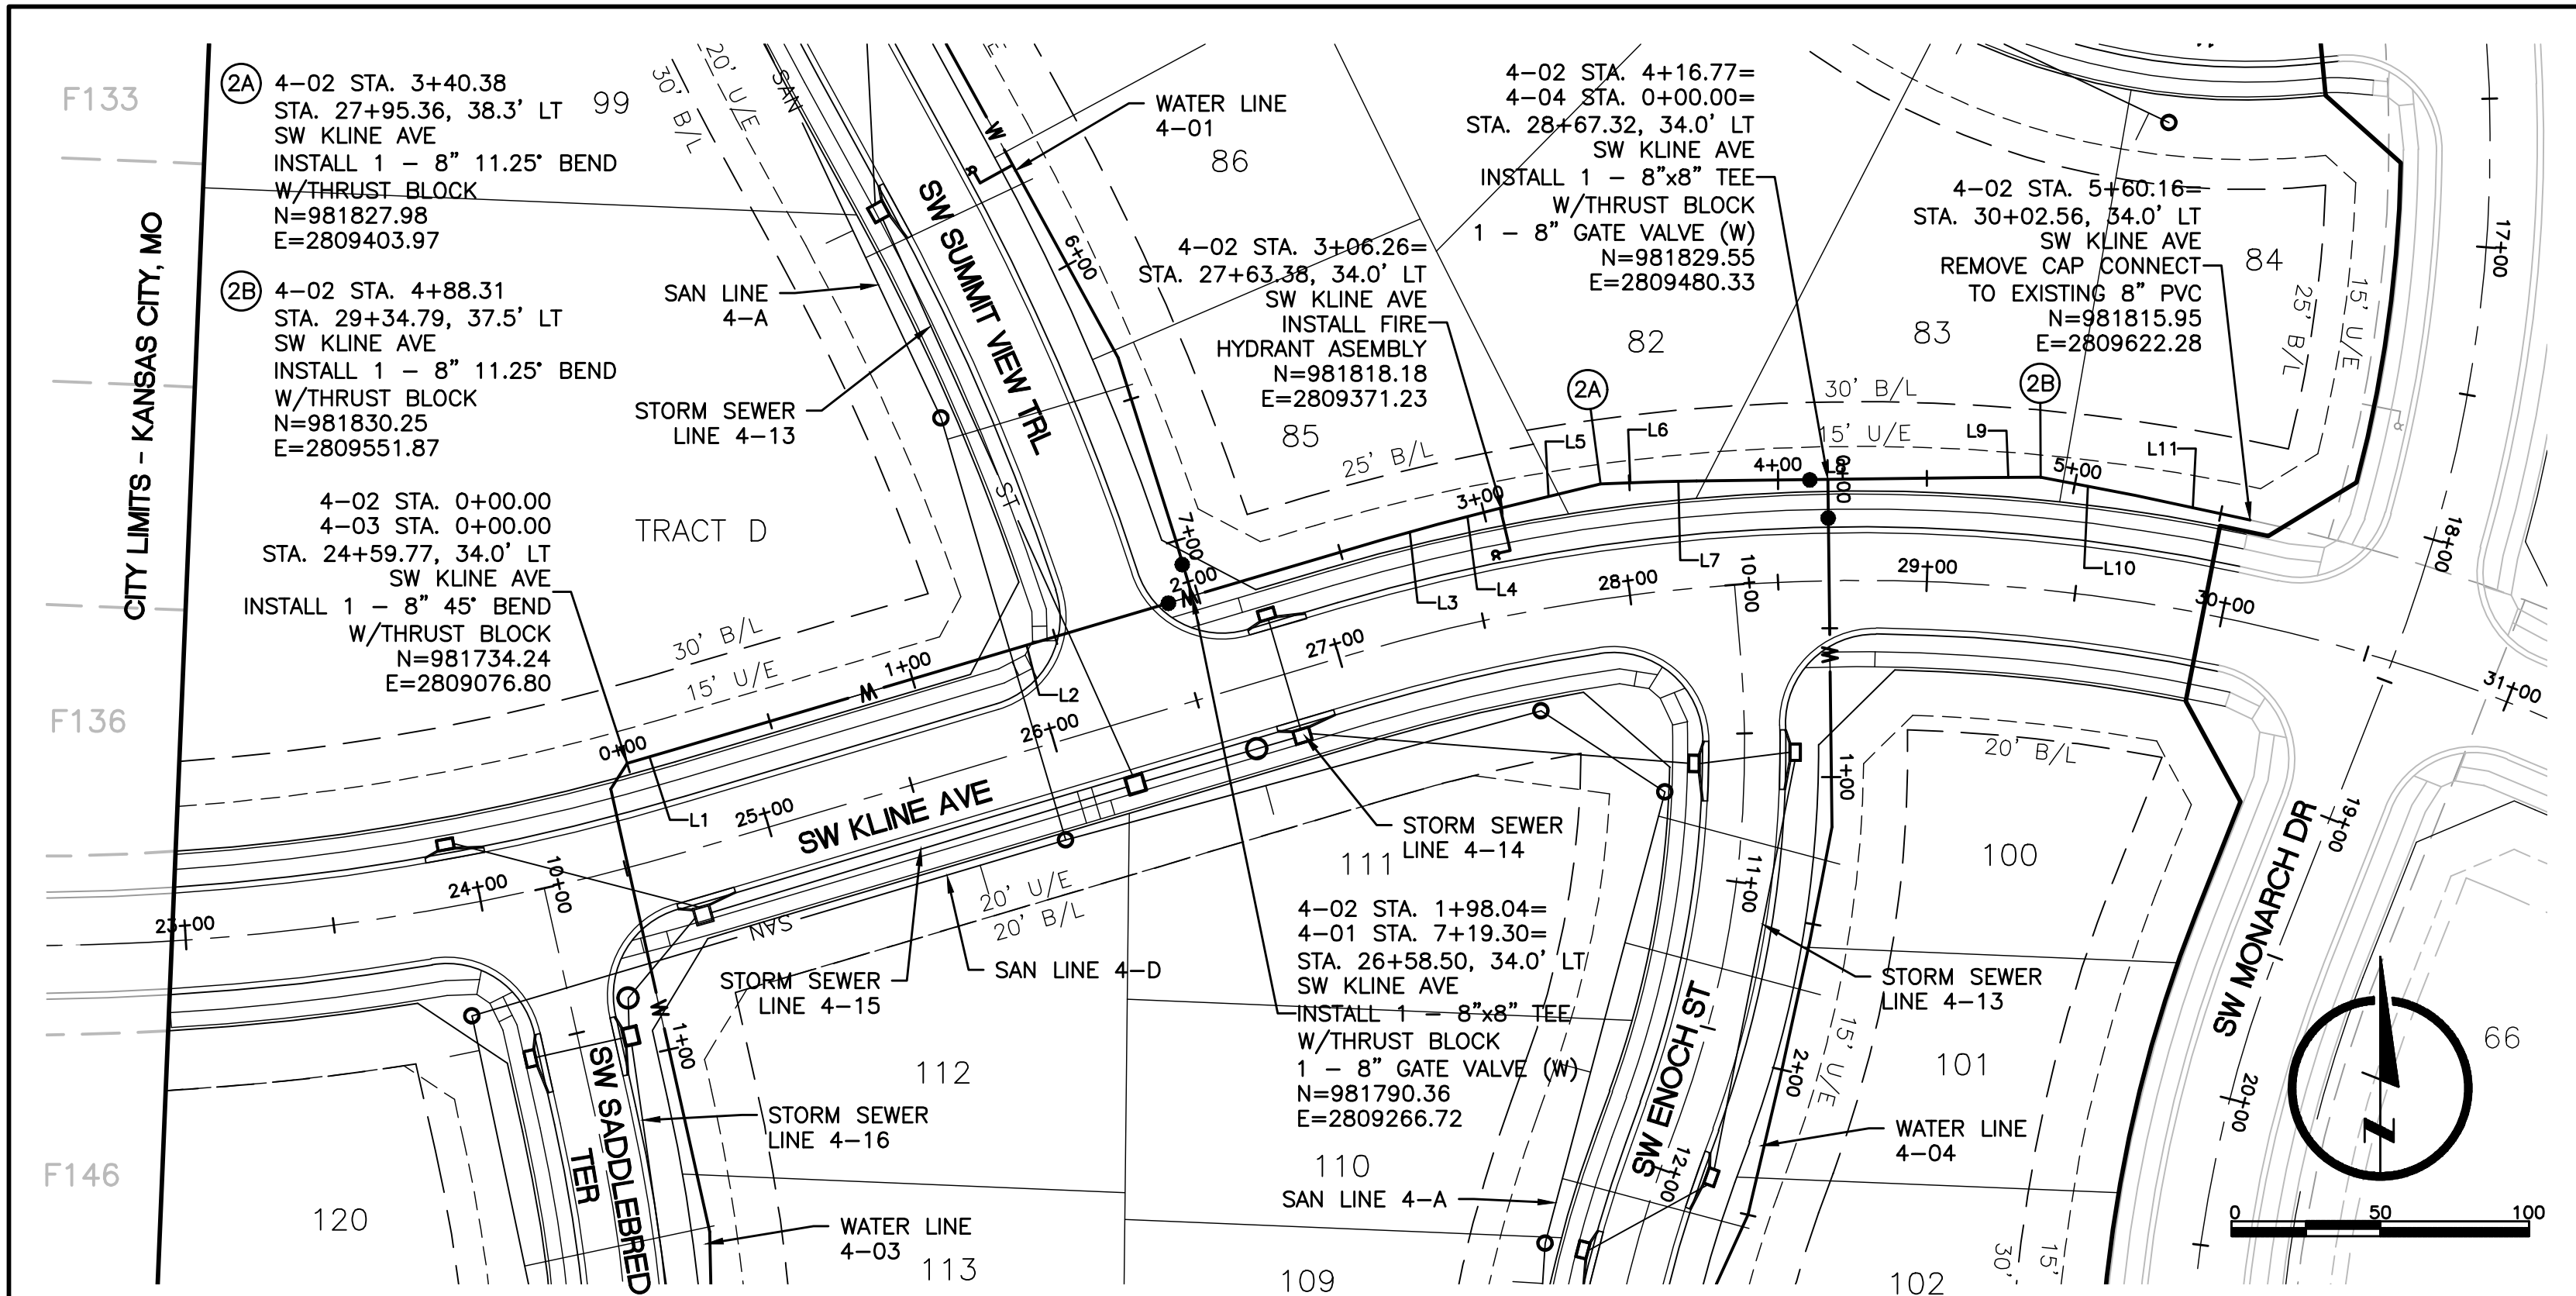 F133
F136
F146
CITY LIMITS - KANSAS CITY, MO
2A
4-02 STA. 3+40.38
STA. 27+95.36, 38.3' LT
SW KLINE AVE
INSTALL 1 - 8" 11.25° BEND
W/THRUST BLOCK
N=981827.98
E=2809403.97
2B
4-02 STA. 4+88.31
STA. 29+34.79, 37.5' LT
SW KLINE AVE
INSTALL 1 - 8" 11.25° BEND
W/THRUST BLOCK
N=981830.25
E=2809551.87
4-02 STA. 0+00.00
4-03 STA. 0+00.00
STA. 24+59.77, 34.0' LT
SW KLINE AVE
INSTALL 1 - 8" 45° BEND
W/THRUST BLOCK
N=981734.24
E=2809076.80
99
30' B/L
20' U/E
SAN
SAN LINE
4-A
STORM SEWER
LINE 4-13
TRACT D
SW SUMMIT VIEW TRL
ST
W
WATER LINE
4-01
86
6+00
7+00
4-02 STA. 3+06.26=
STA. 27+63.38, 34.0' LT
SW KLINE AVE
INSTALL FIRE
HYDRANT ASEMBLY
N=981818.18
E=2809371.23
85
25' B/L
4-02 STA. 4+16.77=
4-04 STA. 0+00.00=
STA. 28+67.32, 34.0' LT
SW KLINE AVE
INSTALL 1 - 8"x8" TEE
W/THRUST BLOCK
1 - 8" GATE VALVE (W)
N=981829.55
E=2809480.33
82
83
84
4-02 STA. 5+60.16=
STA. 30+02.56, 34.0' LT
SW KLINE AVE
REMOVE CAP CONNECT
TO EXISTING 8" PVC
N=981815.95
E=2809622.28
25' B/L
15' U/E
2A
2B
30' B/L
15' U/E
L5
L6
L9
L11
4+00
L8
0+00
5+00
3+00
L3
L4
L7
L10
2+00
W
30' B/L
15' U/E
1+00
W
L2
0+00
L1
23+00
24+00
25+00
26+00
27+00
28+00
29+00
30+00
31+00
10+00
10+00
17+00
18+00
19+00
20+00
SW KLINE AVE
SAN
20' U/E
20' B/L
STORM SEWER
LINE 4-15
SAN LINE 4-D
STORM SEWER
LINE 4-14
111
4-02 STA. 1+98.04=
4-01 STA. 7+19.30=
STA. 26+58.50, 34.0' LT
SW KLINE AVE
INSTALL 1 - 8"x8" TEE
W/THRUST BLOCK
1 - 8" GATE VALVE (W)
N=981790.36
E=2809266.72
110
SAN LINE 4-A
109
W
1+00
SW SADDLEBRED
TER
112
STORM SEWER
LINE 4-16
WATER LINE
4-03
113
120
W
1+00
11+00
12+00
2+00
SW ENOCH ST
20' B/L
100
STORM SEWER
LINE 4-13
15' U/E
101
WATER LINE
4-04
102
30'
15'
SW MONARCH DR
66
N
0 50 100